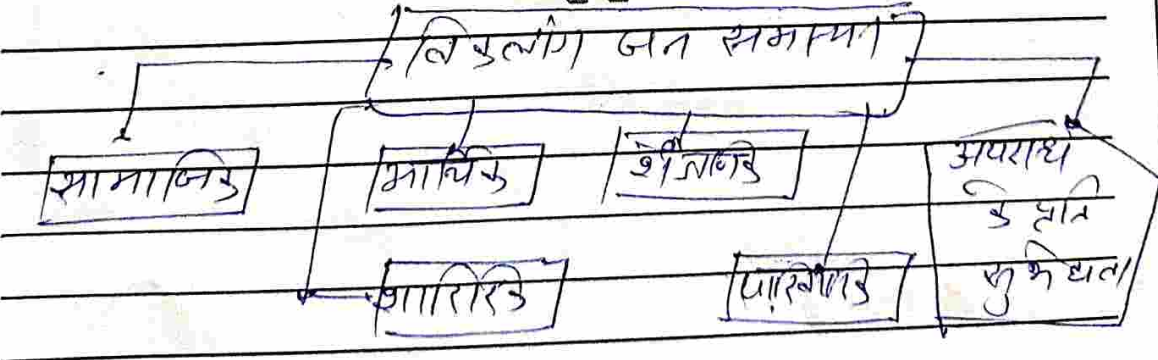 विकलांग जन समस्या
सामाजिक
आर्थिक
शैक्षणिक
अपराध
के प्रति
सुभेद्यता
शारिरिक
पारिवारिक